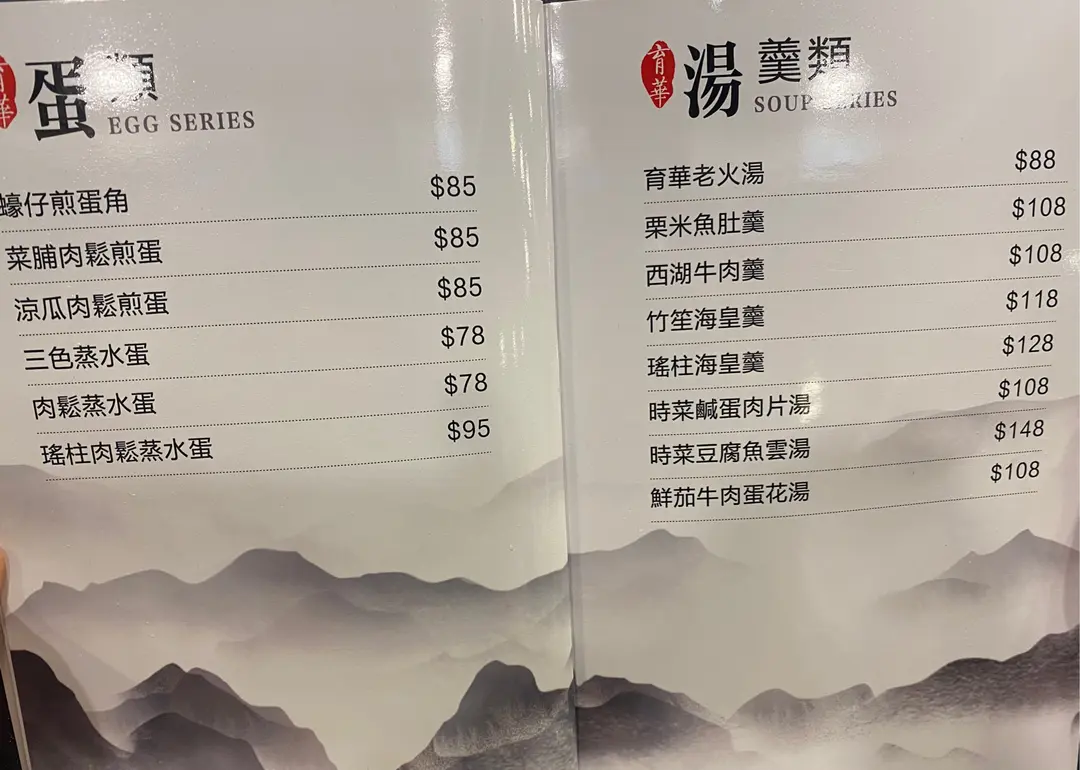 育華
蛋類
EGG SERIES
蠔仔煎蛋角 $85
菜脯肉鬆煎蛋 $85
涼瓜肉鬆煎蛋 $85
三色蒸水蛋 $78
肉鬆蒸水蛋 $78
瑤柱肉鬆蒸水蛋 $95
育華
湯羹類
SOUP SERIES
育華老火湯 $88
栗米魚肚羹 $108
西湖牛肉羹 $108
竹笙海皇羹 $118
瑤柱海皇羹 $128
時菜鹹蛋肉片湯 $108
時菜豆腐魚雲湯 $148
鮮茄牛肉蛋花湯 $108